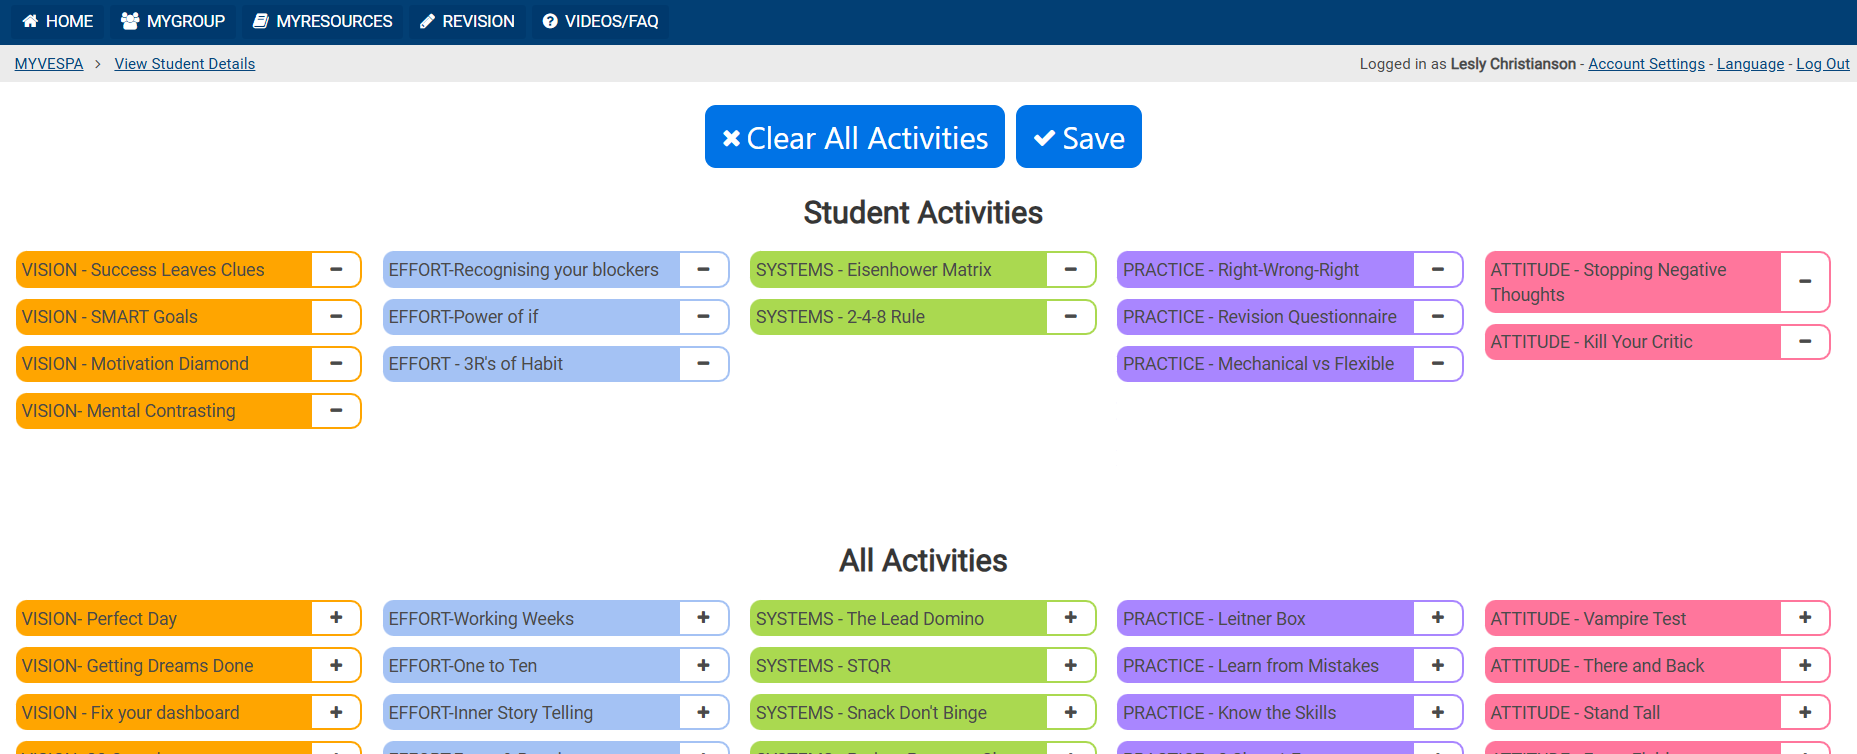 HOME MYGROUP MYRESOURCES REVISION VIDEOS/FAQ
MYVESPA > View Student Details
Logged in as Lesly Christianson - Account Settings - Language - Log Out
Clear All Activities Save
Student Activities
VISION - Success Leaves Clues
VISION - SMART Goals
VISION - Motivation Diamond
VISION- Mental Contrasting
EFFORT-Recognising your blockers
EFFORT-Power of if
EFFORT - 3R's of Habit
SYSTEMS - Eisenhower Matrix
SYSTEMS - 2-4-8 Rule
PRACTICE - Right-Wrong-Right
PRACTICE - Revision Questionnaire
PRACTICE - Mechanical vs Flexible
ATTITUDE - Stopping Negative
Thoughts
ATTITUDE - Kill Your Critic
All Activities
VISION- Perfect Day
VISION- Getting Dreams Done
VISION - Fix your dashboard
EFFORT-Working Weeks
EFFORT-One to Ten
EFFORT-Inner Story Telling
SYSTEMS - The Lead Domino
SYSTEMS - STQR
SYSTEMS - Snack Don't Binge
PRACTICE - Leitner Box
PRACTICE - Learn from Mistakes
PRACTICE - Know the Skills
ATTITUDE - Vampire Test
ATTITUDE - There and Back
ATTITUDE - Stand Tall